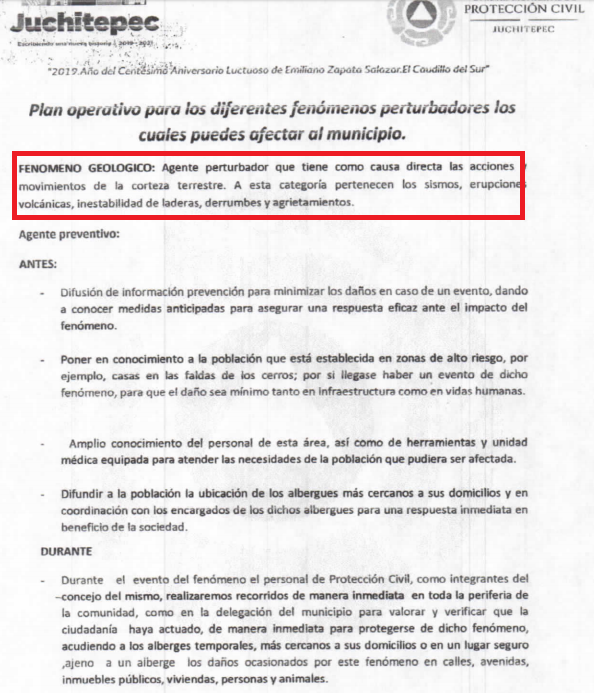 Juchitepec
Escribiendo una nueva historia | 2019 - 2021
PROTECCIÓN CIVIL
JUCHITEPEC
"2019.Año del Centésimo Aniversario Luctuoso de Emiliano Zapata Salazar.El Caudillo del Sur"
Plan operativo para los diferentes fenómenos perturbadores los
cuales puedes afectar al municipio.
FENOMENO GEOLOGICO: Agente perturbador que tiene como causa directa las acciones y
movimientos de la corteza terrestre. A esta categoría pertenecen los sismos, erupciones
volcánicas, inestabilidad de laderas, derrumbes y agrietamientos.
Agente preventivo:
ANTES:
- Difusión de información prevención para minimizar los daños en caso de un evento, dando
a conocer medidas anticipadas para asegurar una respuesta eficaz ante el impacto del
fenómeno.
- Poner en conocimiento a la población que está establecida en zonas de alto riesgo, por
ejemplo, casas en las faldas de los cerros; por si llegase haber un evento de dicho
fenómeno, para que el daño sea mínimo tanto en infraestructura como en vidas humanas.
- Amplio conocimiento del personal de esta área, así como de herramientas y unidad
médica equipada para atender las necesidades de la población que pudiera ser afectada.
- Difundir a la población la ubicación de los albergues más cercanos a sus domicilios y en
coordinación con los encargados de los dichos albergues para una respuesta inmediata en
beneficio de la sociedad.
DURANTE
- Durante el evento del fenómeno el personal de Protección Civil, como integrantes del
concejo del mismo, realizaremos recorridos de manera inmediata en toda la periferia de
la comunidad, como en la delegación del municipio para valorar y verificar que la
ciudadanía haya actuado, de manera inmediata para protegerse de dicho fenómeno,
acudiendo a los alberges temporales, más cercanos a sus domicilios o en un lugar seguro
,ajeno a un alberge los daños ocasionados por este fenómeno en calles, avenidas,
inmuebles públicos, viviendas, personas y animales.